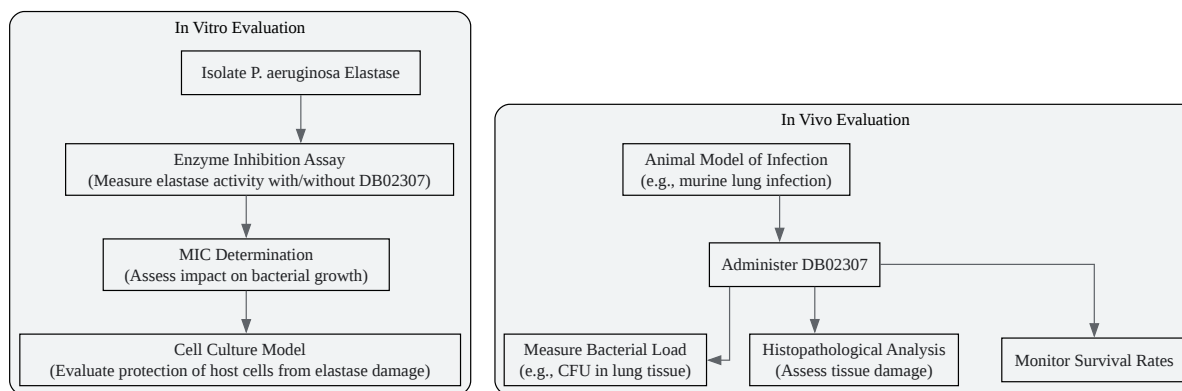 In Vitro Evaluation
Isolate P. aeruginosa Elastase
Enzyme Inhibition Assay
(Measure elastase activity with/without DB02307)
MIC Determination
(Assess impact on bacterial growth)
Cell Culture Model
(Evaluate protection of host cells from elastase damage)
In Vivo Evaluation
Animal Model of Infection
(e.g., murine lung infection)
Administer DB02307
Measure Bacterial Load
(e.g., CFU in lung tissue)
Histopathological Analysis
(Assess tissue damage)
Monitor Survival Rates